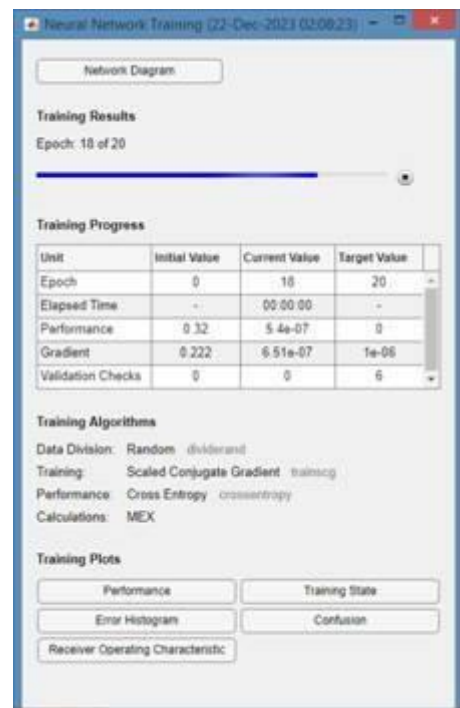 Neural Network Training (22-Dec-2023 02:08:23)
Network Diagram
Training Results
Epoch: 18 of 20
Training Progress
Unit Initial Value Current Value Target Value
Epoch 0 18 20
Elapsed Time - 00:00:00 -
Performance 0.32 5.4e-07 0
Gradient 0.222 6.51e-07 1e-06
Validation Checks 0 0 6
Training Algorithms
Data Division: Random dividerand
Training: Scaled Conjugate Gradient trainscg
Performance: Cross Entropy crossentropy
Calculations: MEX
Training Plots
Performance Training State
Error Histogram Confusion
Receiver Operating Characteristic